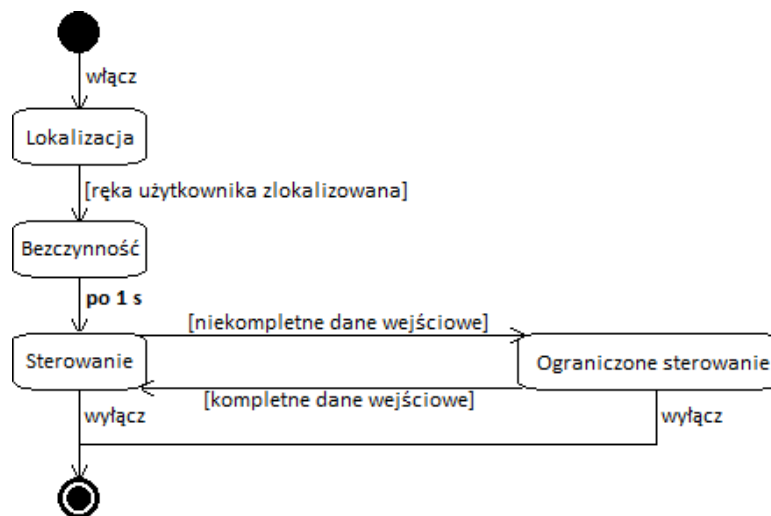 włącz
Lokalizacja
[ręka użytkownika zlokalizowana]
Bezczynność
po 1 s
[niekompletne dane wejściowe]
Sterowanie
Ograniczone sterowanie
[kompletne dane wejściowe]
wyłącz
wyłącz